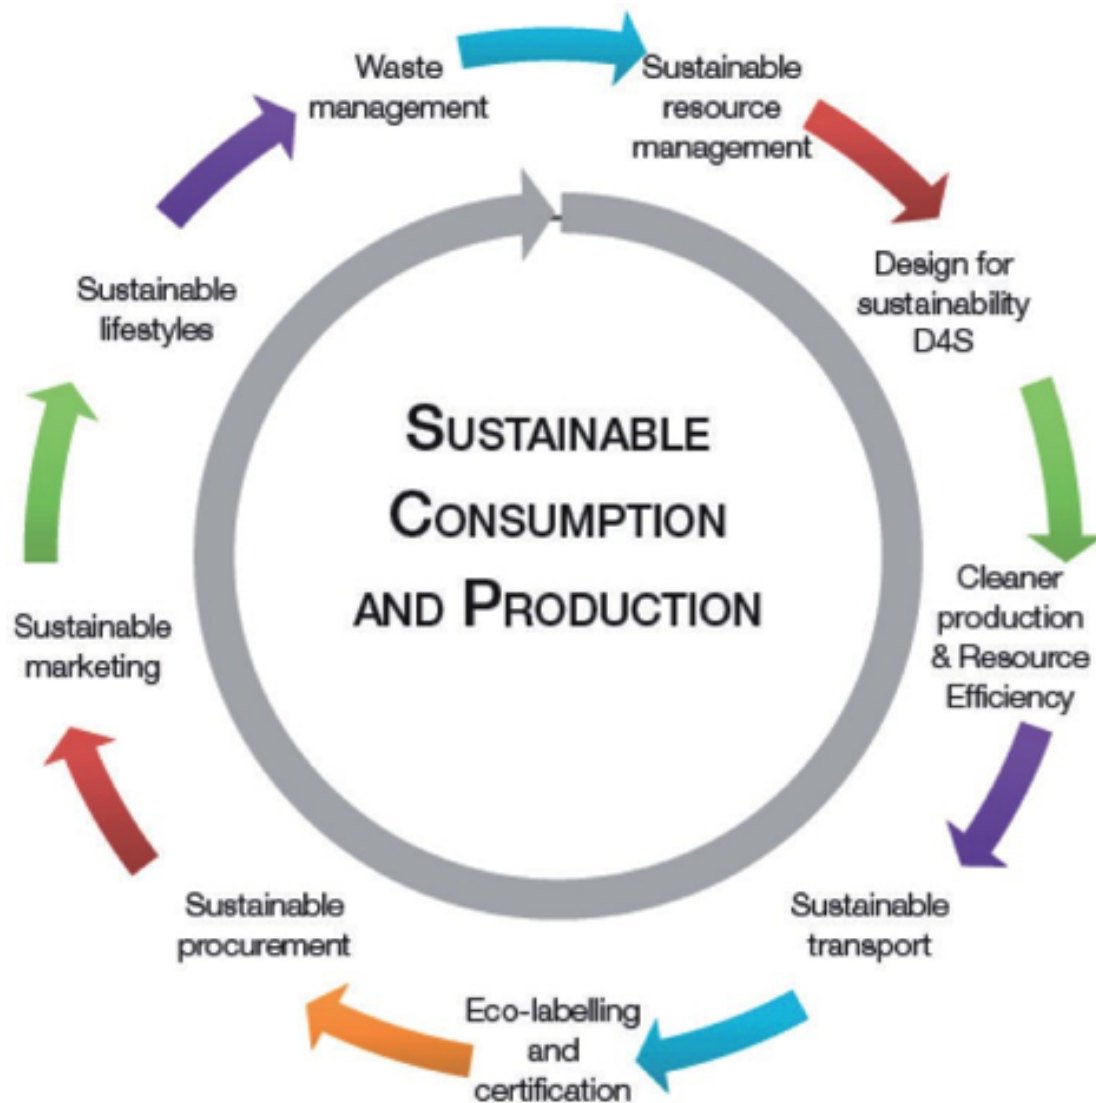 Waste
management
Sustainable
resource
management
Design for
sustainability
D4S
Cleaner
production
& Resource
Efficiency
Sustainable
transport
Eco-labelling
and
certification
Sustainable
procurement
Sustainable
marketing
Sustainable
lifestyles
SUSTAINABLE
CONSUMPTION
AND PRODUCTION